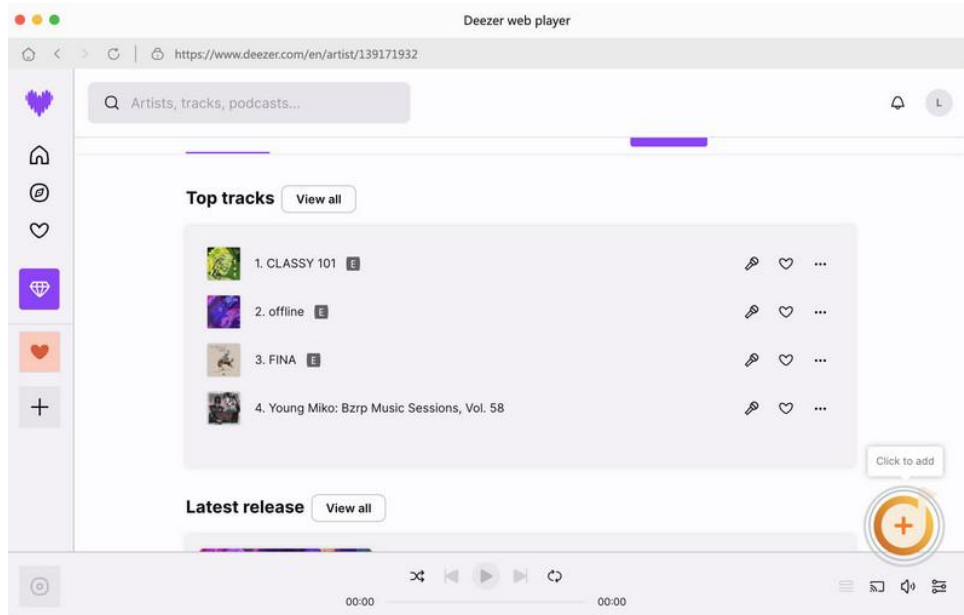 Deezer web player
https://www.deezer.com/en/artist/139171932
Artists, tracks, podcasts...
L
Top tracks
View all
1. CLASSY 101 E
2. offline E
3. FINA E
4. Young Miko: Bzrp Music Sessions, Vol. 58
Click to add
Latest release
View all
00:00
00:00